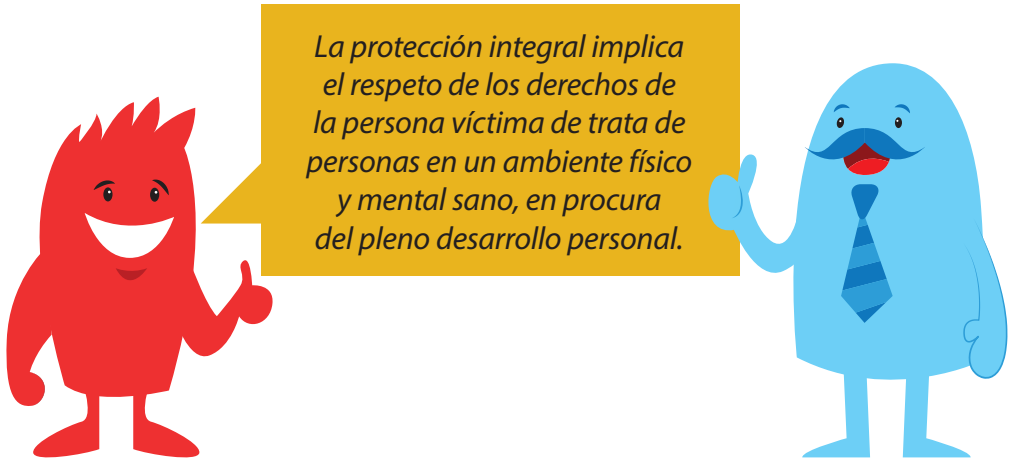 La protección integral implica
el respeto de los derechos de
la persona víctima de trata de
personas en un ambiente físico
y mental sano, en procura
del pleno desarrollo personal.